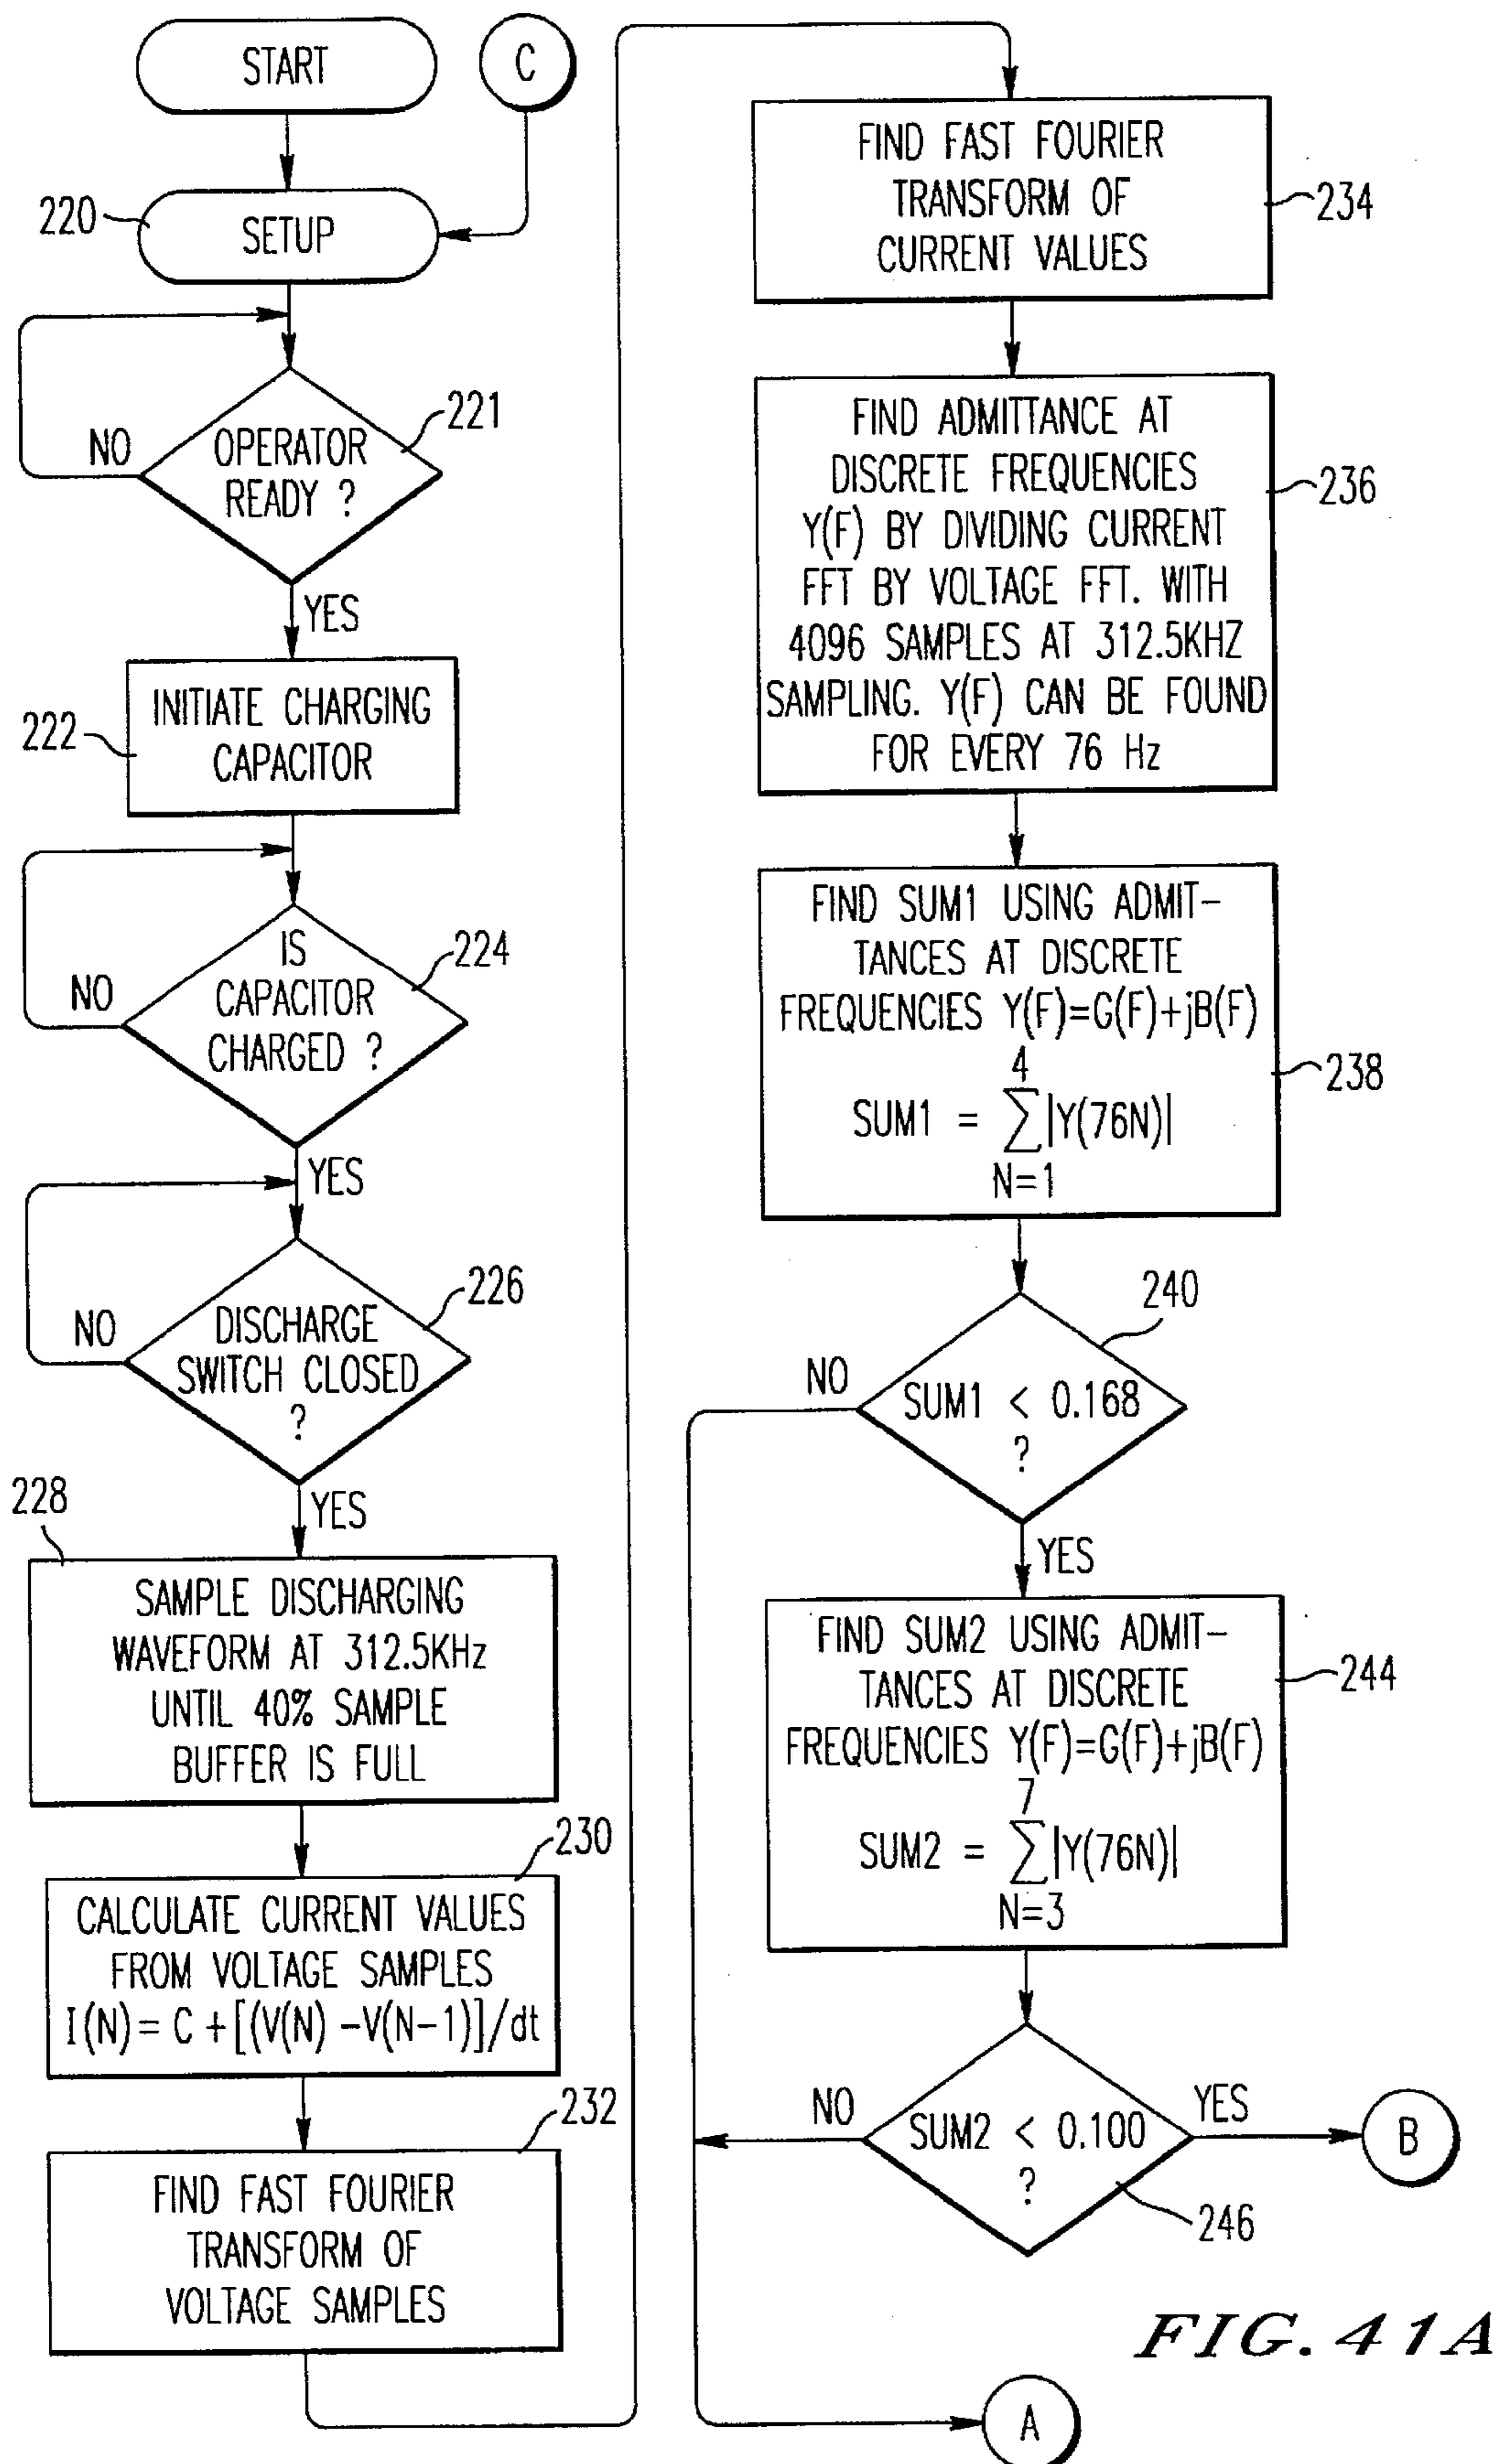 START
C
220
SETUP
221
NO
OPERATOR
READY ?
YES
222
INITIATE CHARGING
CAPACITOR
224
NO
IS
CAPACITOR
CHARGED ?
YES
226
NO
DISCHARGE
SWITCH CLOSED
?
YES
228
SAMPLE DISCHARGING
WAVEFORM AT 312.5KHz
UNTIL 40% SAMPLE
BUFFER IS FULL
230
CALCULATE CURRENT VALUES
FROM VOLTAGE SAMPLES
I(N)= C +[(V(N) -V(N-1)]/dt
232
FIND FAST FOURIER
TRANSFORM OF
VOLTAGE SAMPLES
FIND FAST FOURIER
TRANSFORM OF
CURRENT VALUES
234
FIND ADMITTANCE AT
DISCRETE FREQUENCIES
Y(F) BY DIVIDING CURRENT
FFT BY VOLTAGE FFT. WITH
4096 SAMPLES AT 312.5KHZ
SAMPLING. Y(F) CAN BE FOUND
FOR EVERY 76 Hz
236
FIND SUM1 USING ADMIT-
TANCES AT DISCRETE
FREQUENCIES Y(F)=G(F)+jB(F)
4
SUM1 = ∑|Y(76N)|
N=1
238
240
NO
SUM1 < 0.168
?
YES
FIND SUM2 USING ADMIT-
TANCES AT DISCRETE
FREQUENCIES Y(F)=G(F)+jB(F)
7
SUM2 = ∑|Y(76N)|
N=3
244
NO
SUM2 < 0.100
?
YES
B
246
A
FIG. 41A